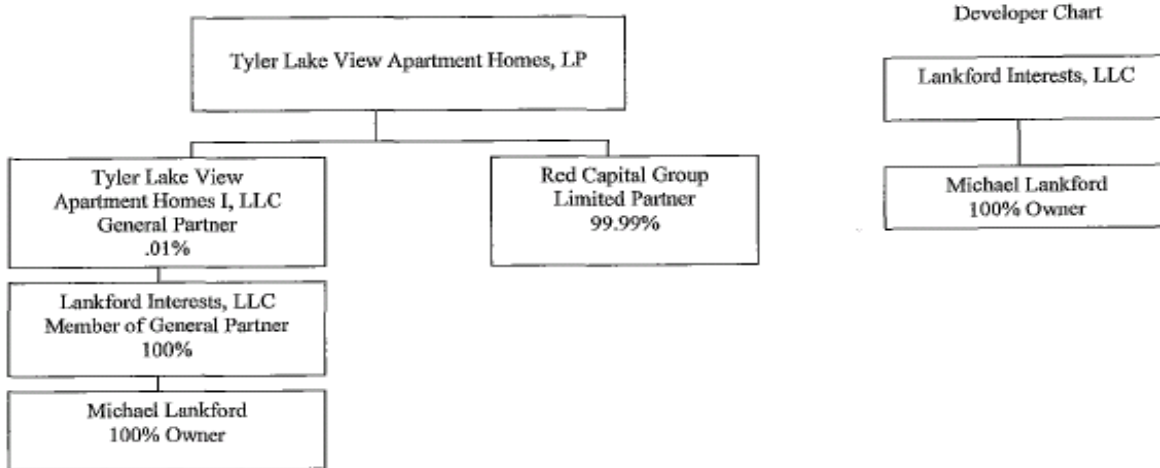 Developer Chart
Tyler Lake View Apartment Homes, LP
Lankford Interests, LLC
Tyler Lake View
Apartment Homes I, LLC
General Partner
.01%
Red Capital Group
Limited Partner
99.99%
Michael Lankford
100% Owner
Lankford Interests, LLC
Member of General Partner
100%
Michael Lankford
100% Owner